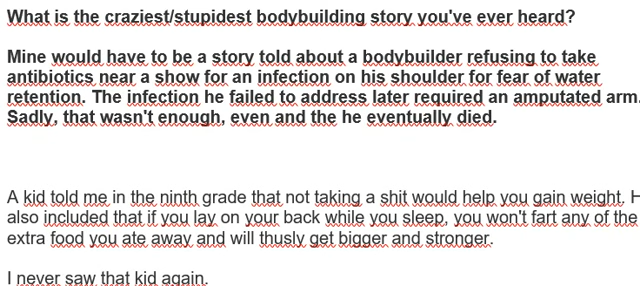 What is the craziest/stupidest bodybuilding story you've ever heard?
Mine would have to be a story told about a bodybuilder refusing to take
antibiotics near a show for an infection on his shoulder for fear of water
retention. The infection he failed to address later required an amputated arm.
Sadly, that wasn't enough, even and the he eventually died.
A kid told me in the ninth grade that not taking a shit would help you gain weight.
also included that if you lay on your back while you sleep, you won't fart any of the
extra food you ate away and will thusly get bigger and stronger.
I never saw that kid again.